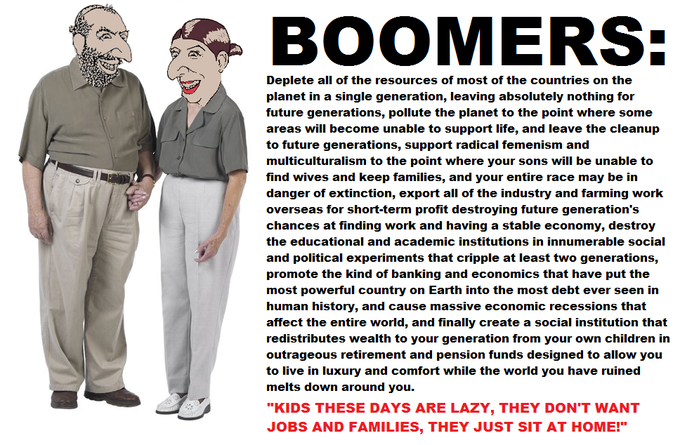 BOOMERS:
Deplete all of the resources of most of the countries on the
planet in a single generation, leaving absolutely nothing for
future generations, pollute the planet to the point where some
areas will become unable to support life, and leave the cleanup
to future generations, support radical femenism and
multiculturalism to the point where your sons will be unable to
find wives and keep families, and your entire race may be in
danger of extinction, export all of the industry and farming work
overseas for short-term profit destroying future generation's
chances at finding work and having a stable economy, destroy
the educational and academic institutions in innumerable social
and political experiments that cripple at least two generations,
promote the kind of banking and economics that have put the
most powerful country on Earth into the most debt ever seen in
human history, and cause massive economic recessions that
affect the entire world, and finally create a social institution that
redistributes wealth to your generation from your own children in
outrageous retirement and pension funds designed to allow you
to live in luxury and comfort while the world you have ruined
melts down around you.
"KIDS THESE DAYS ARE LAZY, THEY DON'T WANT
JOBS AND FAMILIES, THEY JUST SIT AT HOME!"